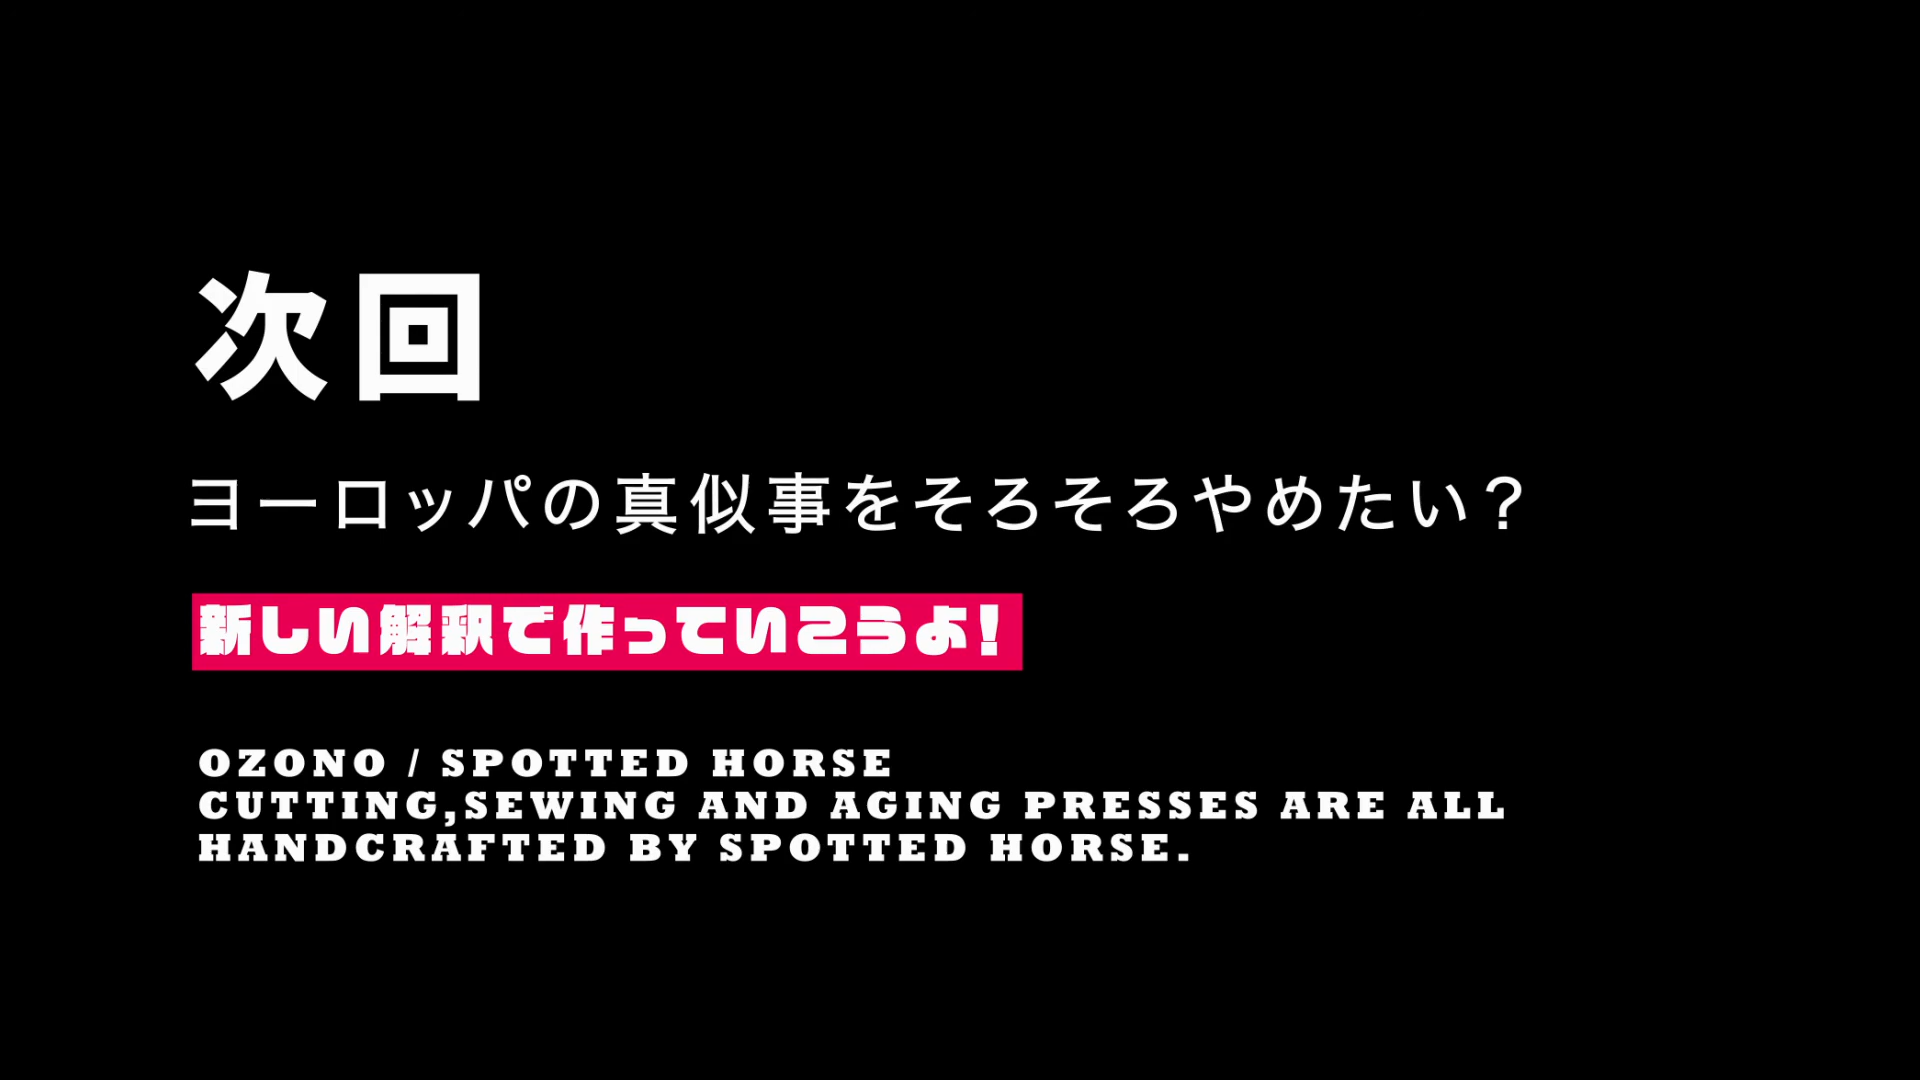 次回
ヨーロッパの真似事をそろそろやめたい？
新しい解釈で作っていこうよ！
OZONO / SPOTTED HORSE
CUTTING,SEWING AND AGING PRESSES ARE ALL
HANDCRAFTED BY SPOTTED HORSE.